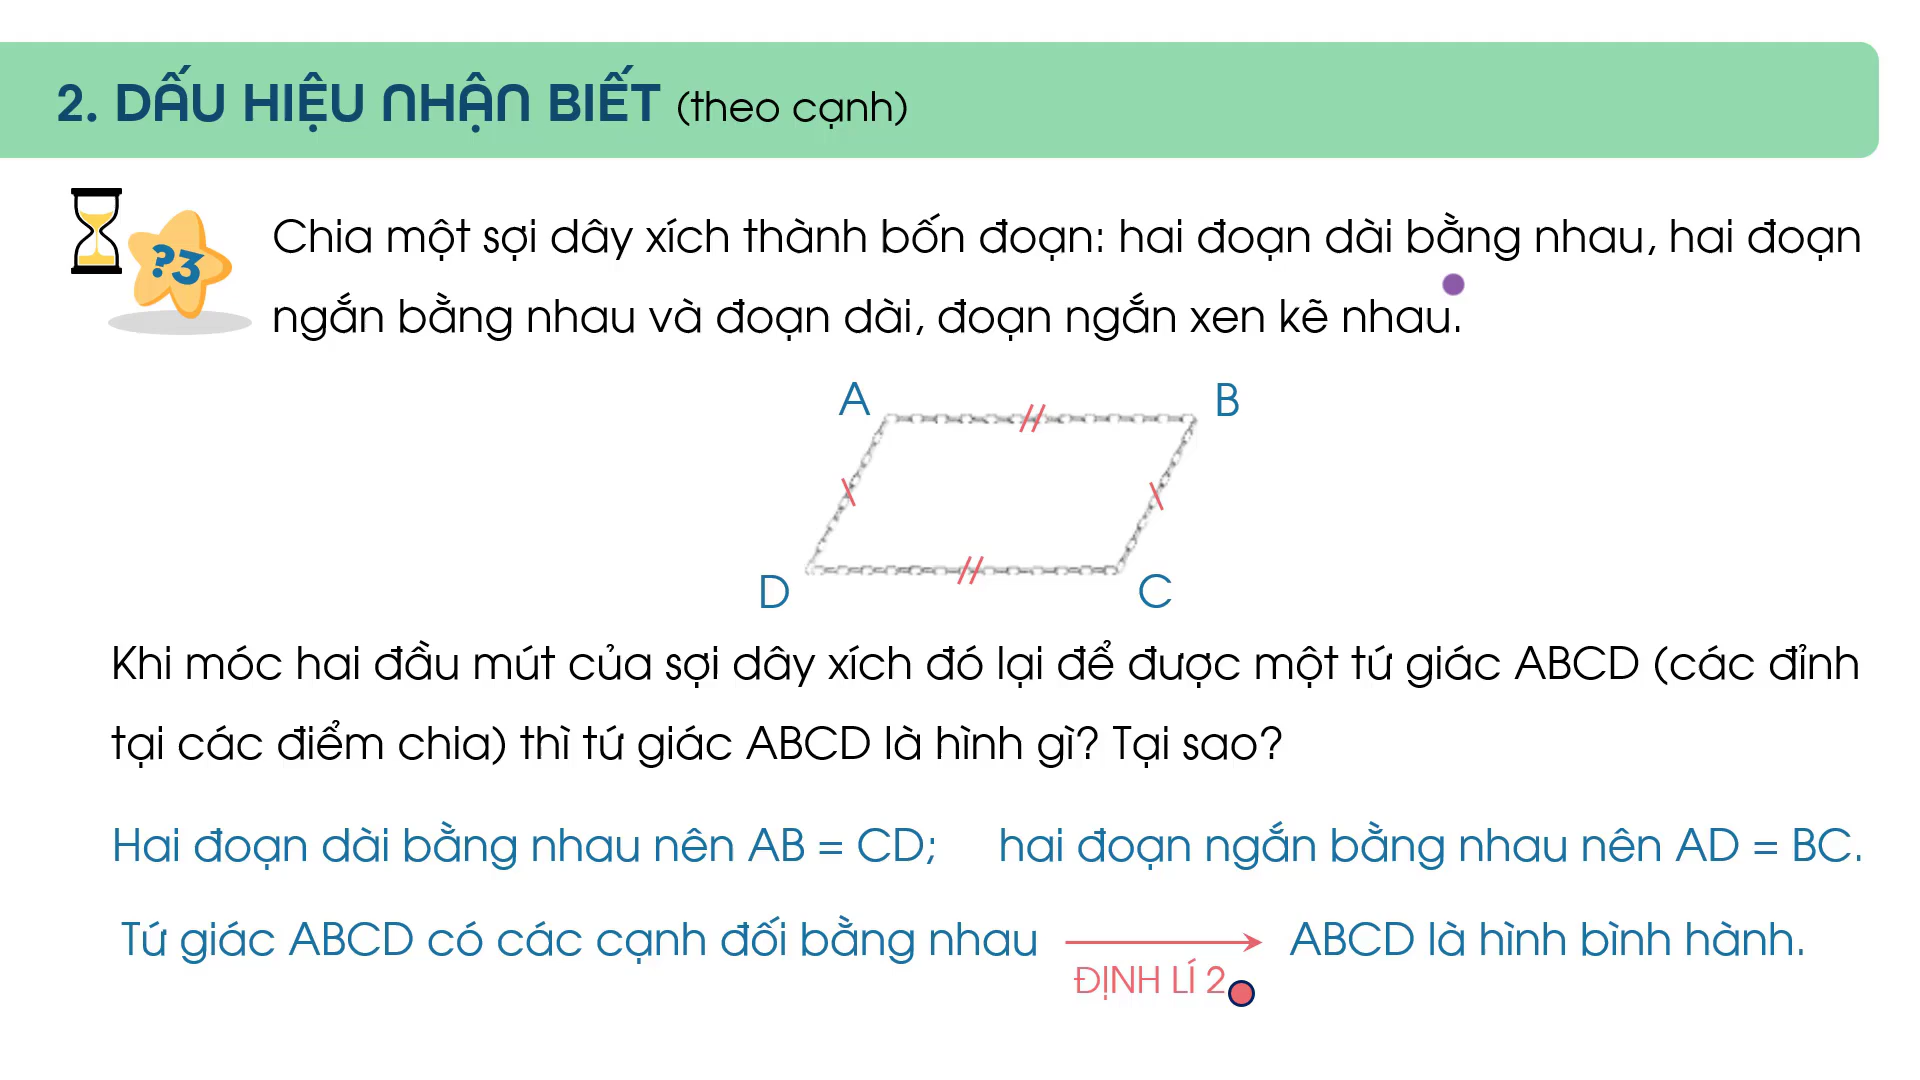 2. DẤU HIỆU NHẬN BIẾT (theo cạnh)
?3
Chia một sợi dây xích thành bốn đoạn: hai đoạn dài bằng nhau, hai đoạn
ngắn bằng nhau và đoạn dài, đoạn ngắn xen kẽ nhau.
A
B
D
C
Khi móc hai đầu mút của sợi dây xích đó lại để được một tứ giác ABCD (các đỉnh
tại các điểm chia) thì tứ giác ABCD là hình gì? Tại sao?
Hai đoạn dài bằng nhau nên AB = CD; hai đoạn ngắn bằng nhau nên AD = BC.
Tứ giác ABCD có các cạnh đối bằng nhau ABCD là hình bình hành.
ĐỊNH LÍ 2